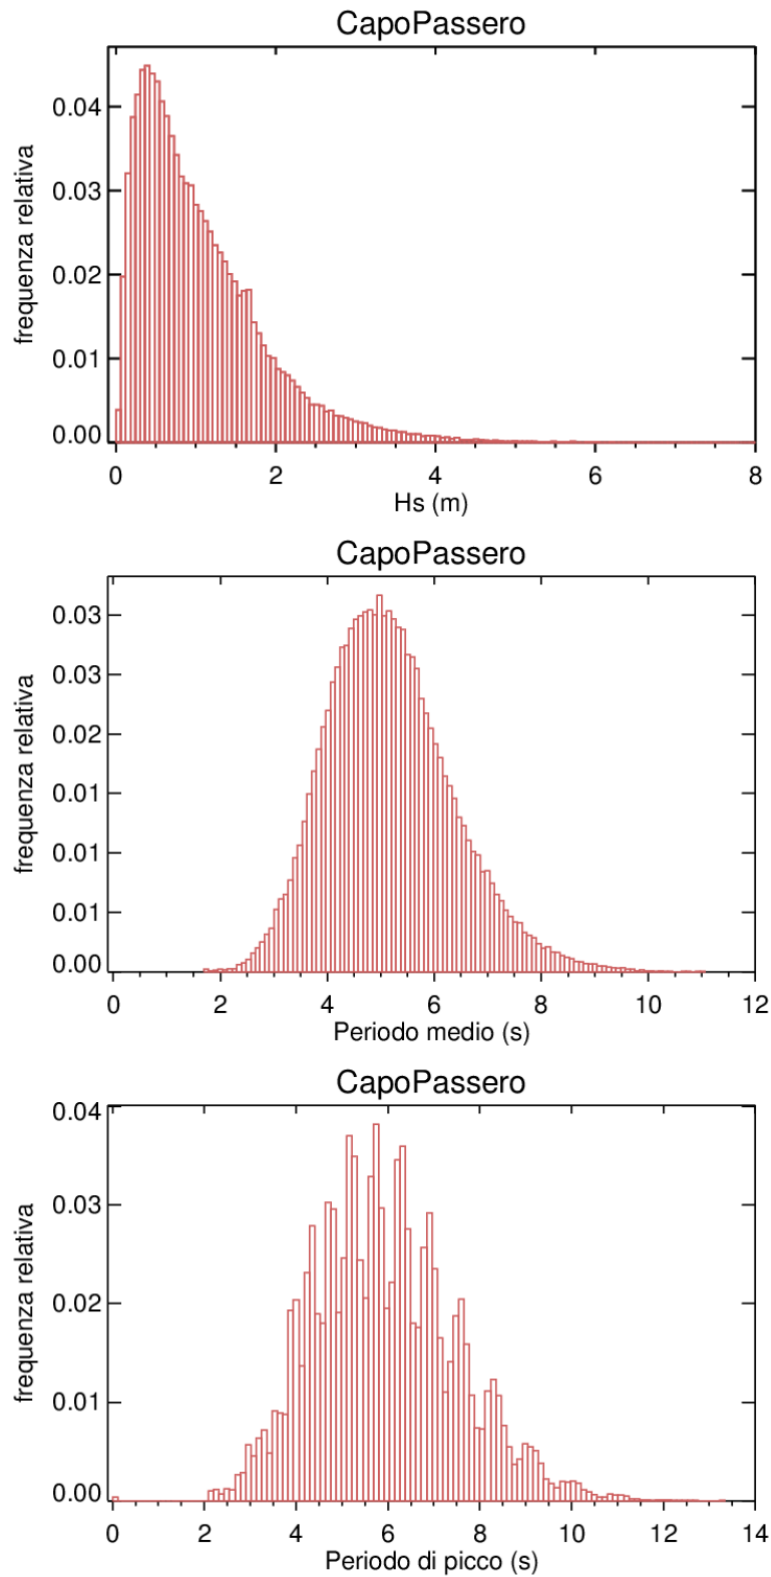 CapoPassero
frequenza relativa
0.04
0.03
0.02
0.01
0.00
0 2 4 6 8
Hs (m)
CapoPassero
frequenza relativa
0.03
0.03
0.02
0.01
0.01
0.01
0.00
0 2 4 6 8 10 12
Periodo medio (s)
CapoPassero
frequenza relativa
0.04
0.03
0.02
0.01
0.00
0 2 4 6 8 10 12 14
Periodo di picco (s)